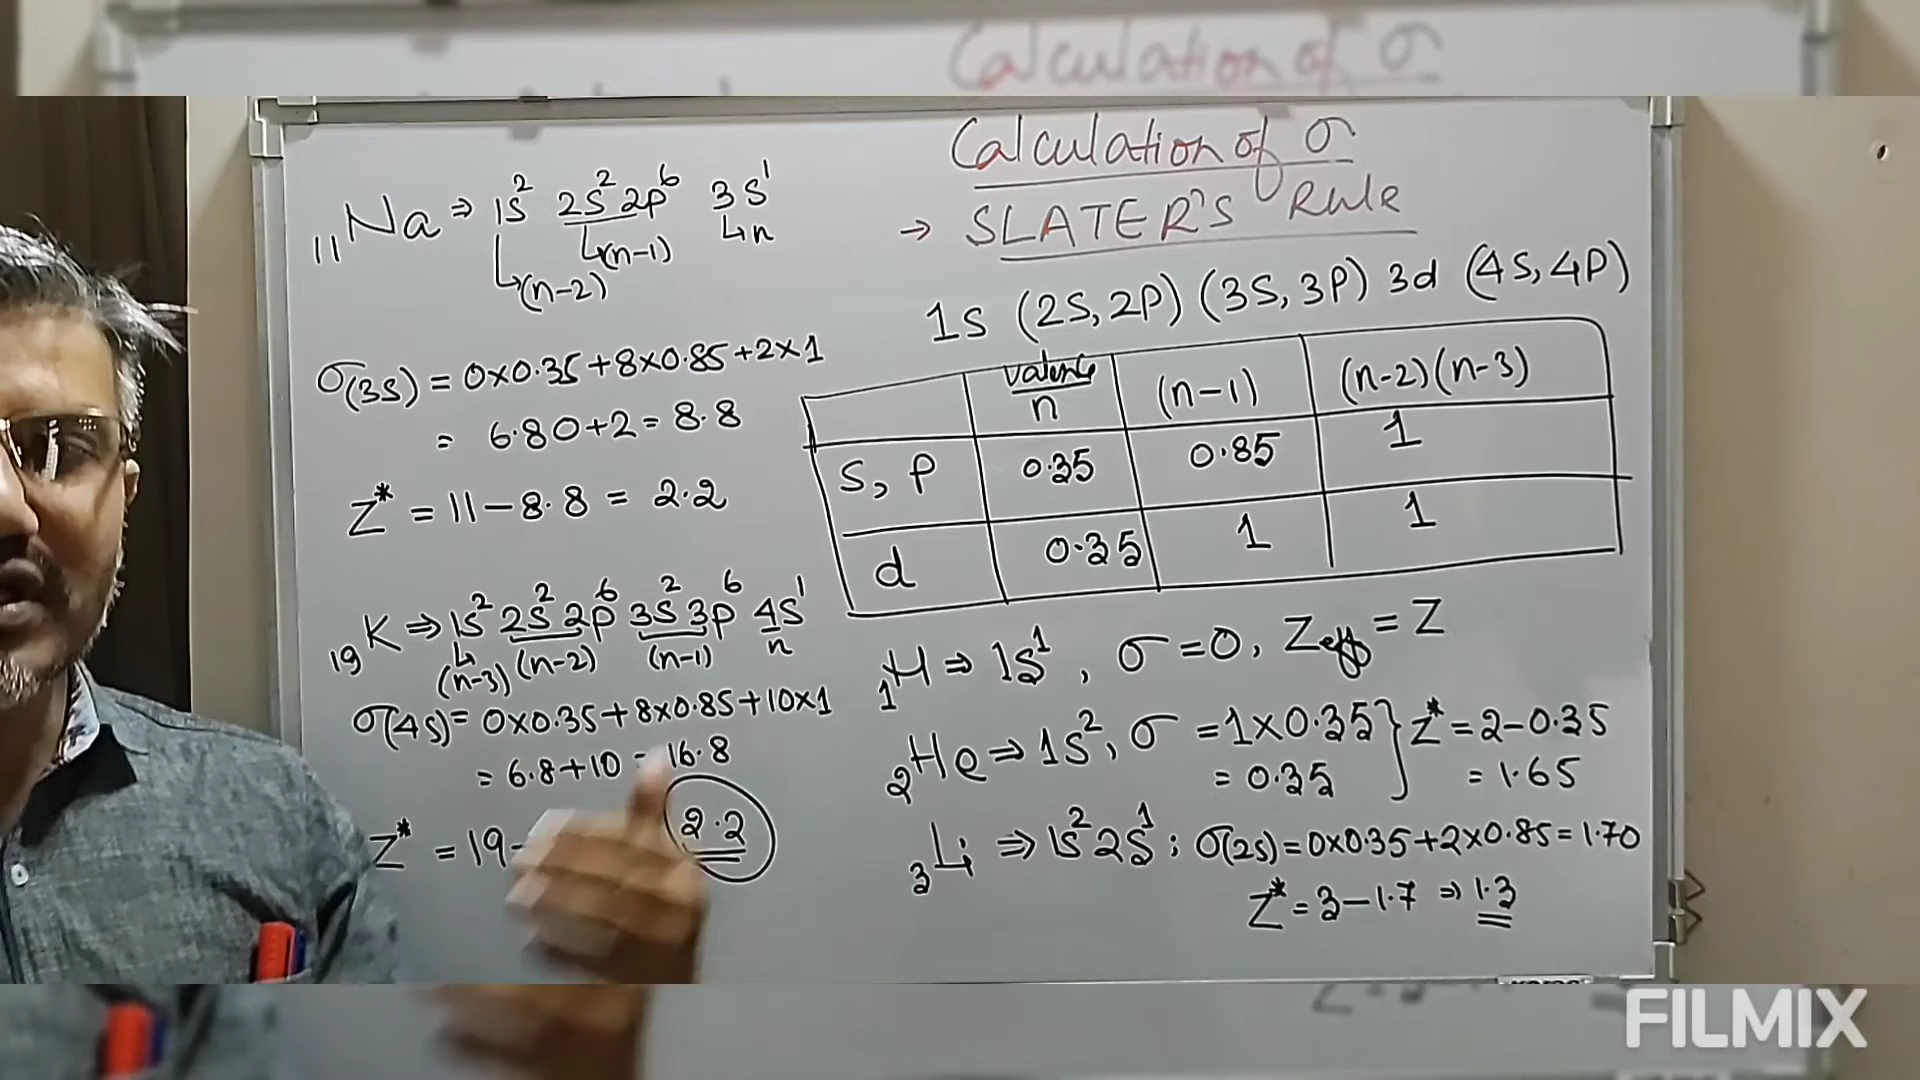 Calculation of σ
Calculation of σ
→ SLATER'S Rule
1s (2s, 2p) (3s, 3p) 3d (4s, 4p)
valence n (n-1) (n-2)(n-3)
s, p 0.35 0.85 1
d 0.35 1 1
₁H ⇒ 1s¹, σ = 0, Zeff = Z
₂He ⇒ 1s², σ = 1×0.35 } Z* = 2-0.35
= 0.35 = 1.65
₃Li ⇒ 1s² 2s¹ ; σ(2s) = 0×0.35+2×0.85 = 1.70
Z* = 3-1.7 ⇒ 1.3
₁₁Na ⇒ 1s² 2s² 2p⁶ 3s¹
↳(n-2) ↳(n-1) ↳n
σ(3s) = 0×0.35+8×0.85+2×1
= 6.80+2 = 8.8
Z* = 11-8.8 = 2.2
₁₉K ⇒ 1s² 2s² 2p⁶ 3s² 3p⁶ 4s¹
(n-3) (n-2) (n-1) n
σ(4s) = 0×0.35+8×0.85+10×1
= 6.8+10 = 16.8
Z* = 19- 2.2
FILMIX